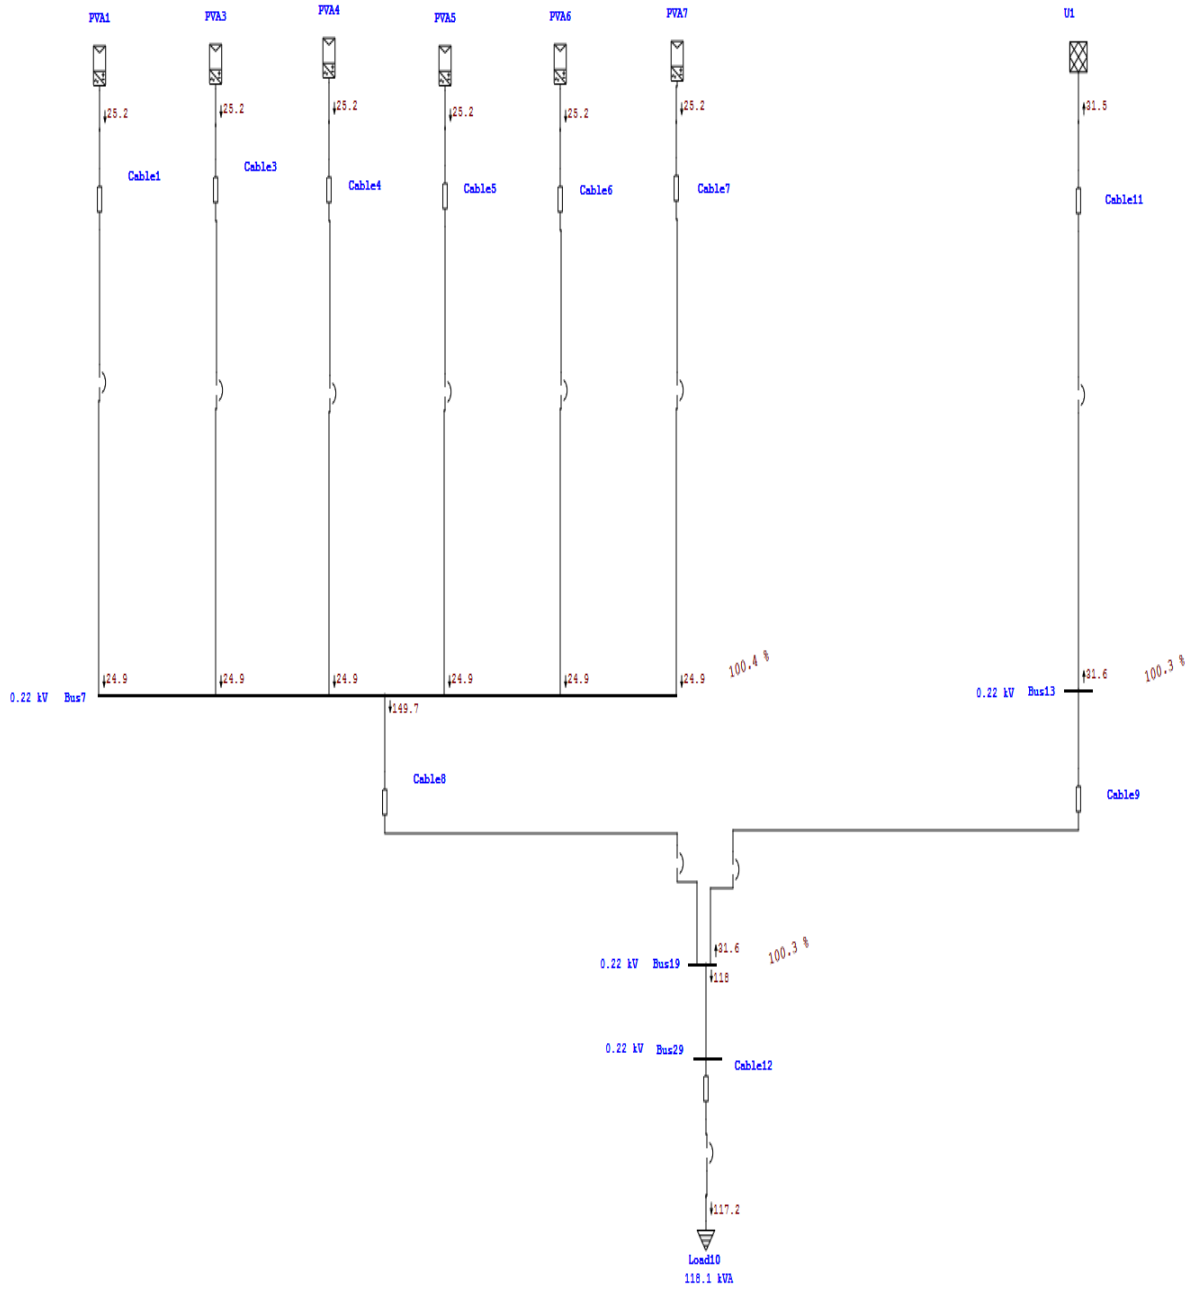 PVA1
PVA3
PVA4
PVA5
PVA6
PVA7
U1
25.2
25.2
25.2
25.2
25.2
25.2
31.5
Cable1
Cable3
Cable4
Cable5
Cable6
Cable7
Cable11
24.9
24.9
24.9
24.9
24.9
24.9
100.4 %
31.6
100.3 %
0.22 kV Bus7
149.7
0.22 kV Bus13
Cable8
Cable9
31.6
100.3 %
0.22 kV Bus19
118
0.22 kV Bus29
Cable12
117.2
Load10
118.1 kVA